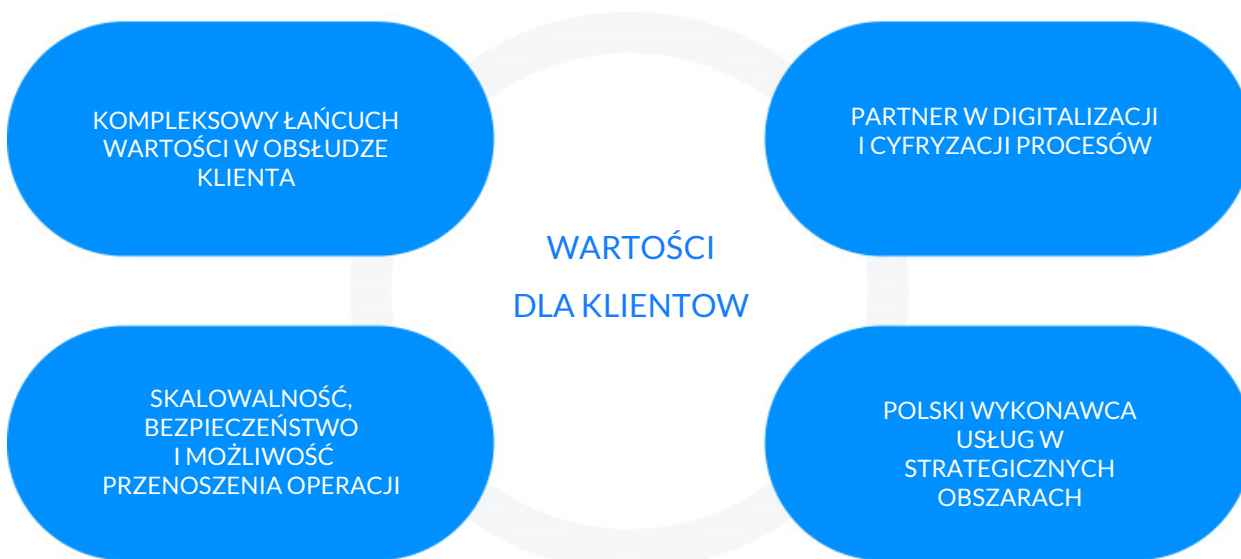 KOMPLEKSOWY ŁAŃCUCH
WARTOŚCI W OBSŁUDZE
KLIENTA
PARTNER W DIGITALIZACJI
I CYFRYZACJI PROCESÓW
WARTOŚCI
DLA KLIENTOW
SKALOWALNOŚĆ,
BEZPIECZEŃSTWO
I MOŻLIWOŚĆ
PRZENOSZENIA OPERACJI
POLSKI WYKONAWCA
USŁUG W
STRATEGICZNYCH
OBSZARACH